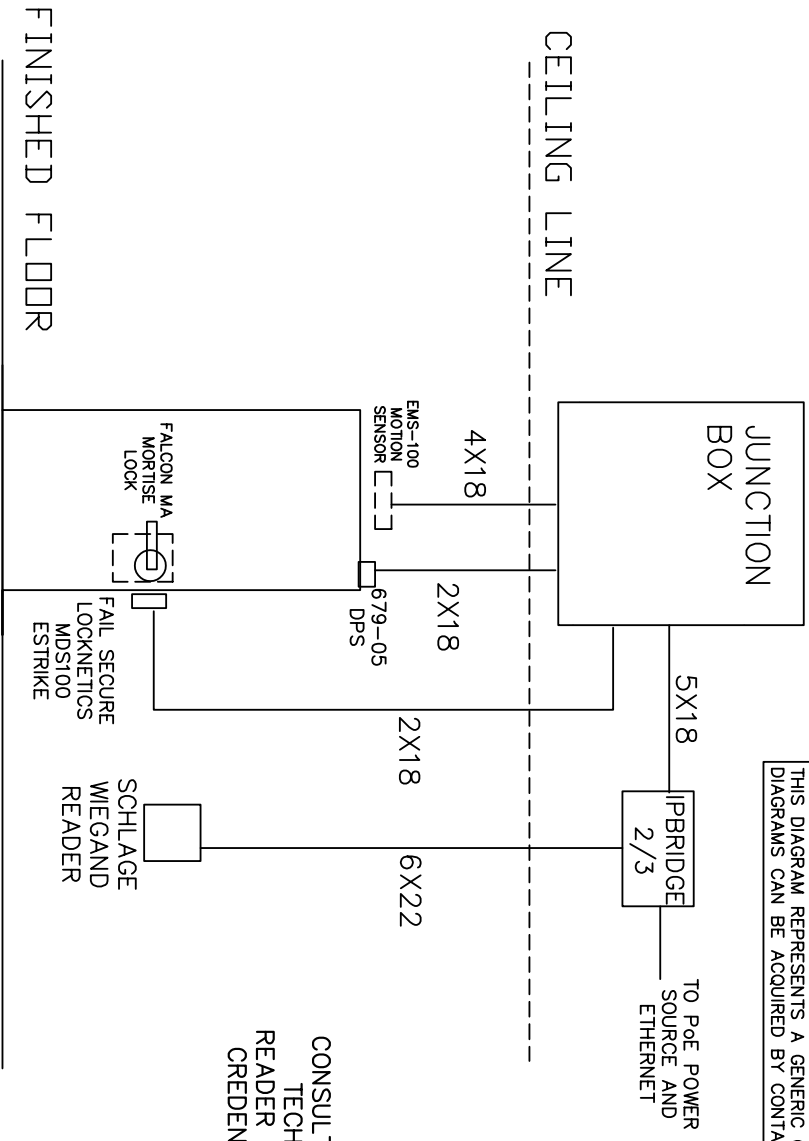 THIS DIAGRAM REPRESENTS A GENERIC
DIAGRAMS CAN BE ACQUIRED BY
JUNCTION
BOX
5X18
IPBRIDGE
2/3
TO PoE POWER
SOURCE AND
ETHERNET
CEILING LINE
4X18
2X18
2X18
6X22
EMS-100
MOTION
SENSOR
679-05
DPS
FALCON MA
MORTISE
LOCK
FAIL SECURE
LOCKNETICS
MDS100
ESTRIKE
SCHLAGE
WIEGAND
READER
CONSULT
TECH
READER
CREDEN
FINISHED FLOOR